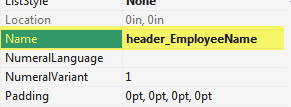 ListStyle None
Location 0in, 0in
Name header_EmployeeName
NumeralLanguage
NumeralVariant 1
Padding 0pt, 0pt, 0pt, 0pt